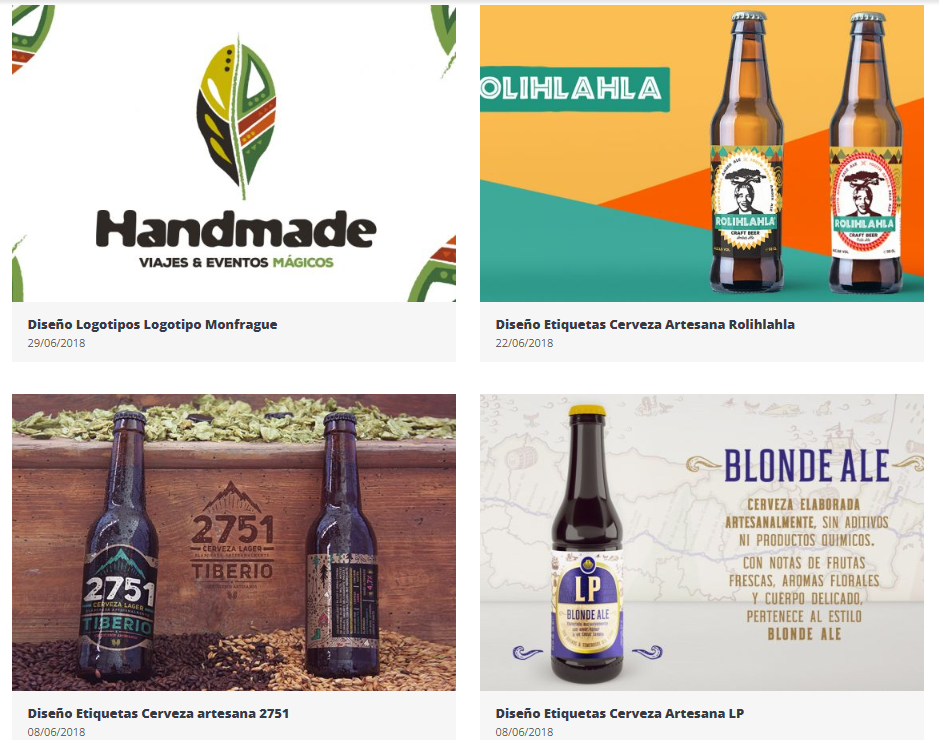 Handmade
VIAJES & EVENTOS MÁGICOS
Diseño Logotipos Logotipo Monfrague
29/06/2018
OLIHLAHLA
ROLIHLAHLA
CRAFT BEER
ROLIHLAHLA
CRAFT BEER
Diseño Etiquetas Cerveza Artesana Rolihlahla
22/06/2018
2751
CERVEZA LAGER
TIBERIO
2751
CERVEZA LAGER
TIBERIO
4,7%
Diseño Etiquetas Cerveza artesana 2751
08/06/2018
LP
BLONDE ALE
BLONDE ALE
CERVEZA ELABORADA
ARTESANALMENTE, SIN ADITIVOS
NI PRODUCTOS QUIMICOS.
CON NOTAS DE FRUTAS
FRESCAS, AROMAS FLORALES
Y CUERPO DELICADO,
PERTENECE AL ESTILO
BLONDE ALE
Diseño Etiquetas Cerveza Artesana LP
08/06/2018